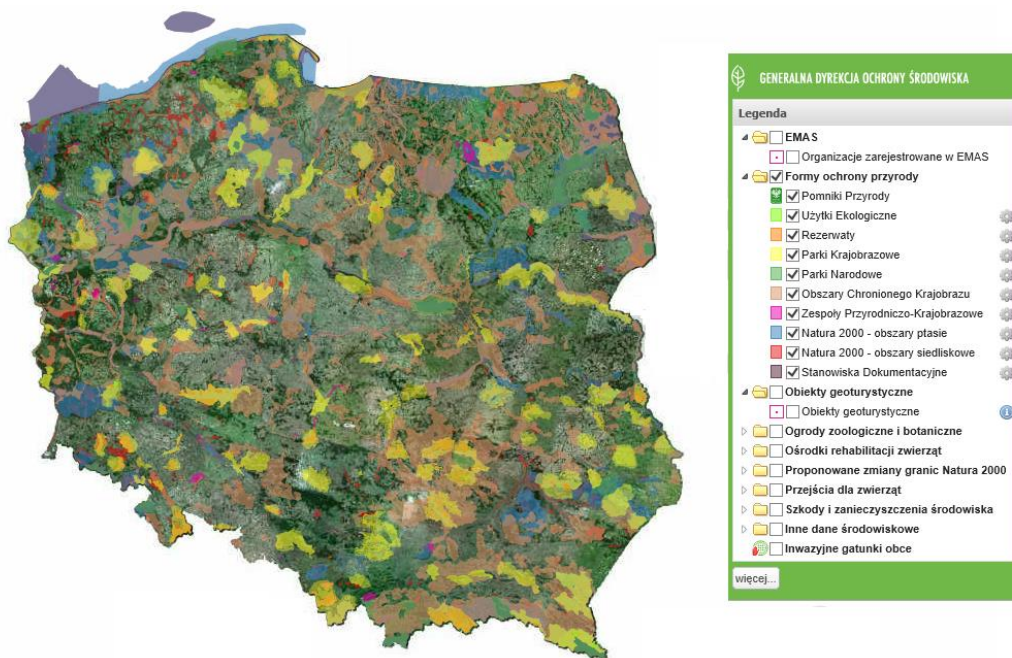 GENERALNA DYREKCJA OCHRONY ŚRODOWISKA
Legenda
EMAS
Organizacje zarejestrowane w EMAS
Formy ochrony przyrody
Pomniki Przyrody
Użytki Ekologiczne
Rezerwaty
Parki Krajobrazowe
Parki Narodowe
Obszary Chronionego Krajobrazu
Zespoły Przyrodniczo-Krajobrazowe
Natura 2000 - obszary ptasie
Natura 2000 - obszary siedliskowe
Stanowiska Dokumentacyjne
Obiekty geoturystyczne
Obiekty geoturystyczne
Ogrody zoologiczne i botaniczne
Ośrodki rehabilitacji zwierząt
Proponowane zmiany granic Natura 2000
Przejścia dla zwierząt
Szkody i zanieczyszczenia środowiska
Inne dane środowiskowe
Inwazyjne gatunki obce
więcej...